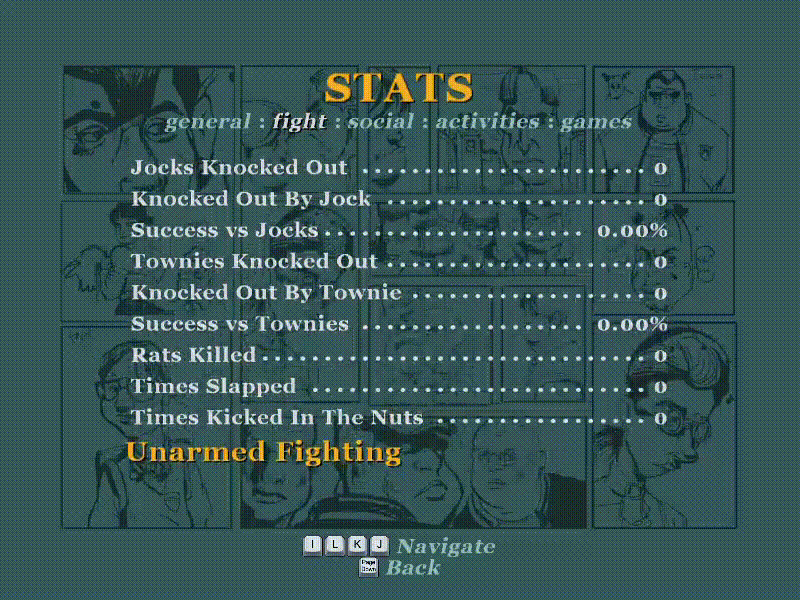 STATS
general : fight : social : activities : games
Jocks Knocked Out ........................ 0
Knocked Out By Jock ...................... 0
Success vs Jocks ...................... 0.00%
Townies Knocked Out ...................... 0
Knocked Out By Townie .................... 0
Success vs Townies ................... 0.00%
Rats Killed ................................ 0
Times Slapped ............................ 0
Times Kicked In The Nuts .................. 0
Unarmed Fighting
I L K J Navigate
Page Down Back